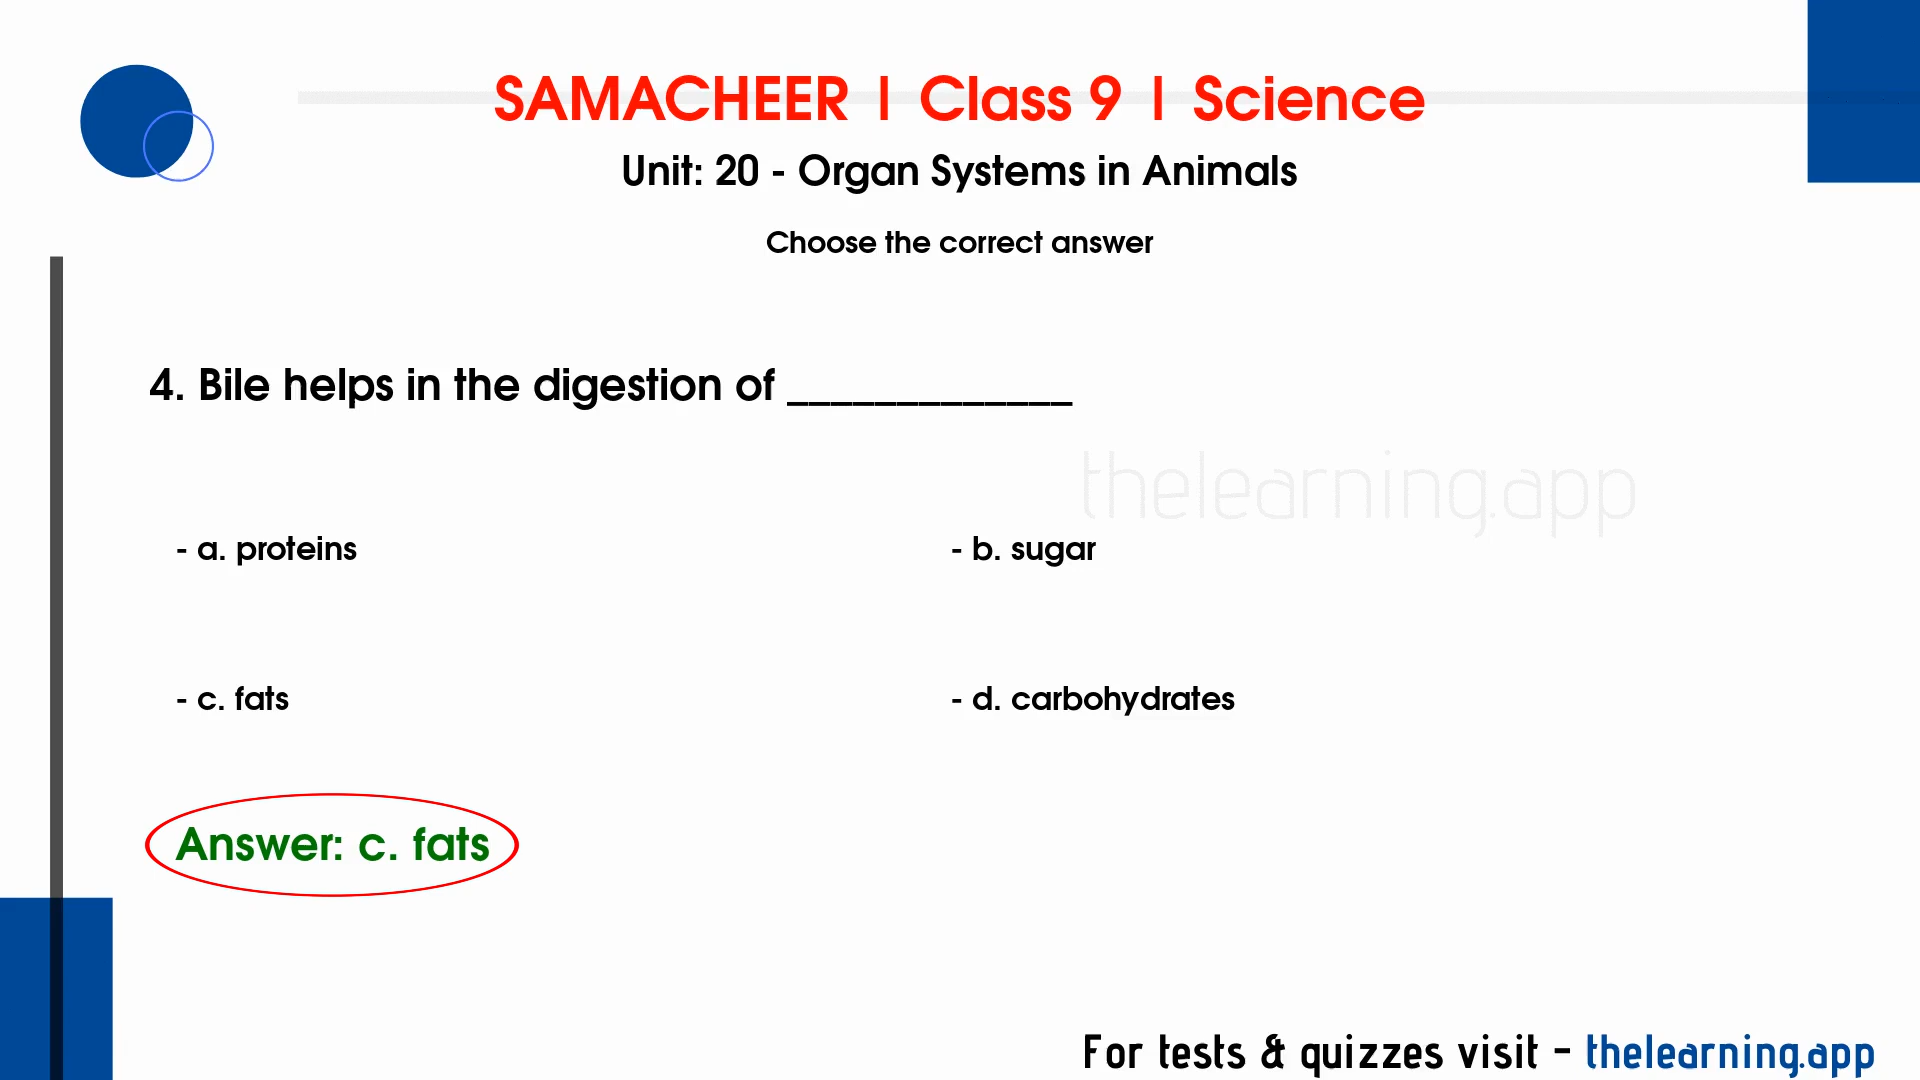 SAMACHEER | Class 9 | Science
Unit: 20 - Organ Systems in Animals
Choose the correct answer
4. Bile helps in the digestion of _____________
thelearning.app
- a. proteins
- b. sugar
- c. fats
- d. carbohydrates
Answer: c. fats
For tests & quizzes visit - thelearning.app